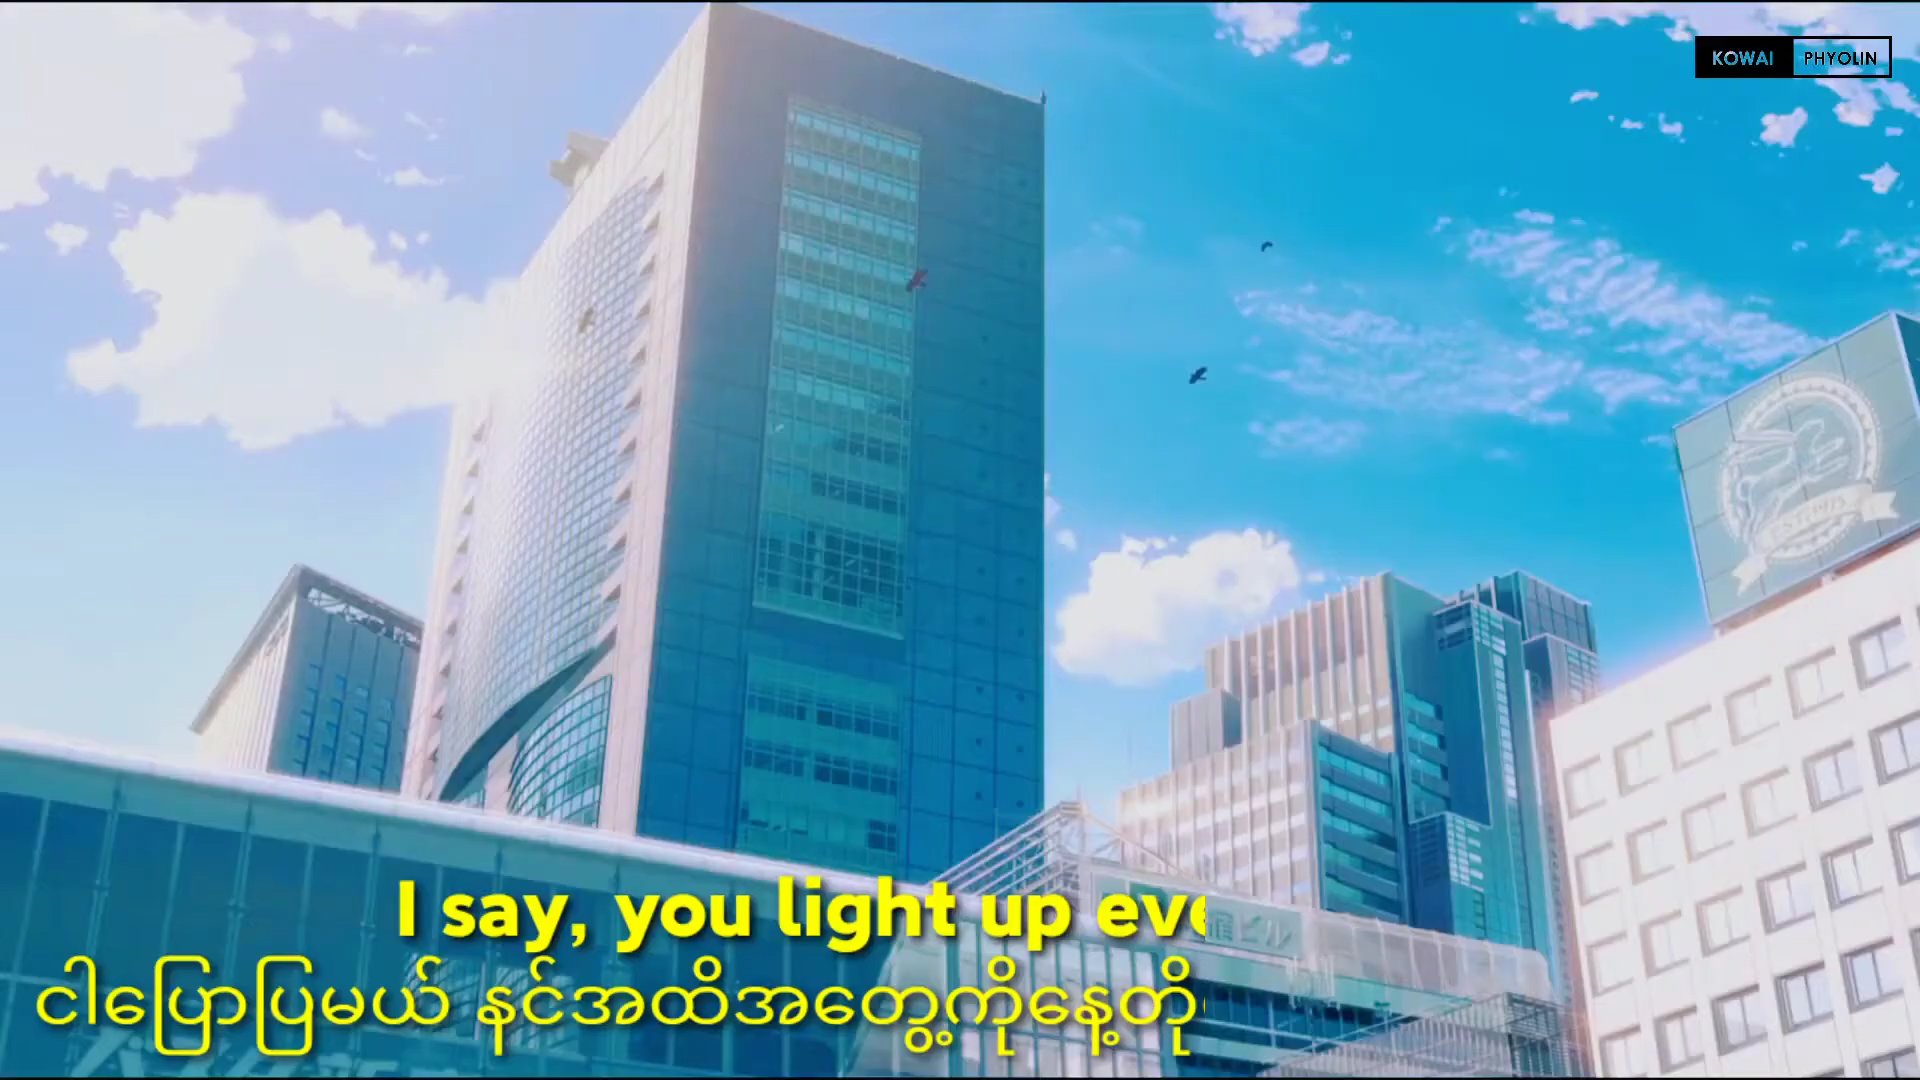 KOWAI PHYOLIN
I say, you light up eve
ငါပြောပြမယ် နင်အထိအတွေ့ကိုနေ့တို